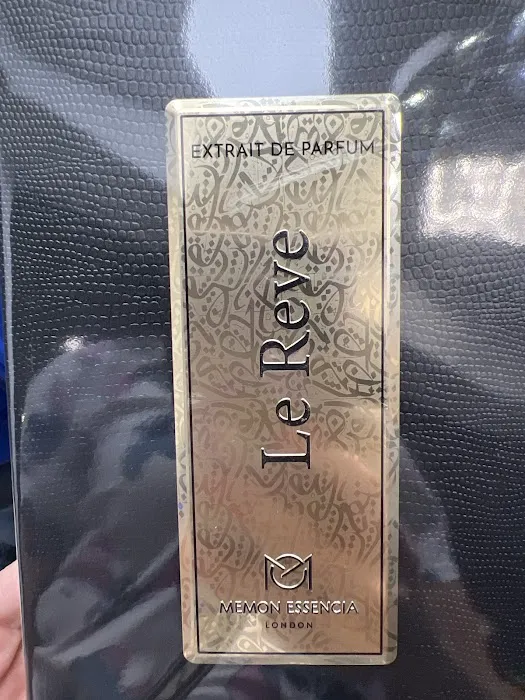 EXTRAIT DE PARFUM
Le Reve
MEMON ESSENCIA
LONDON